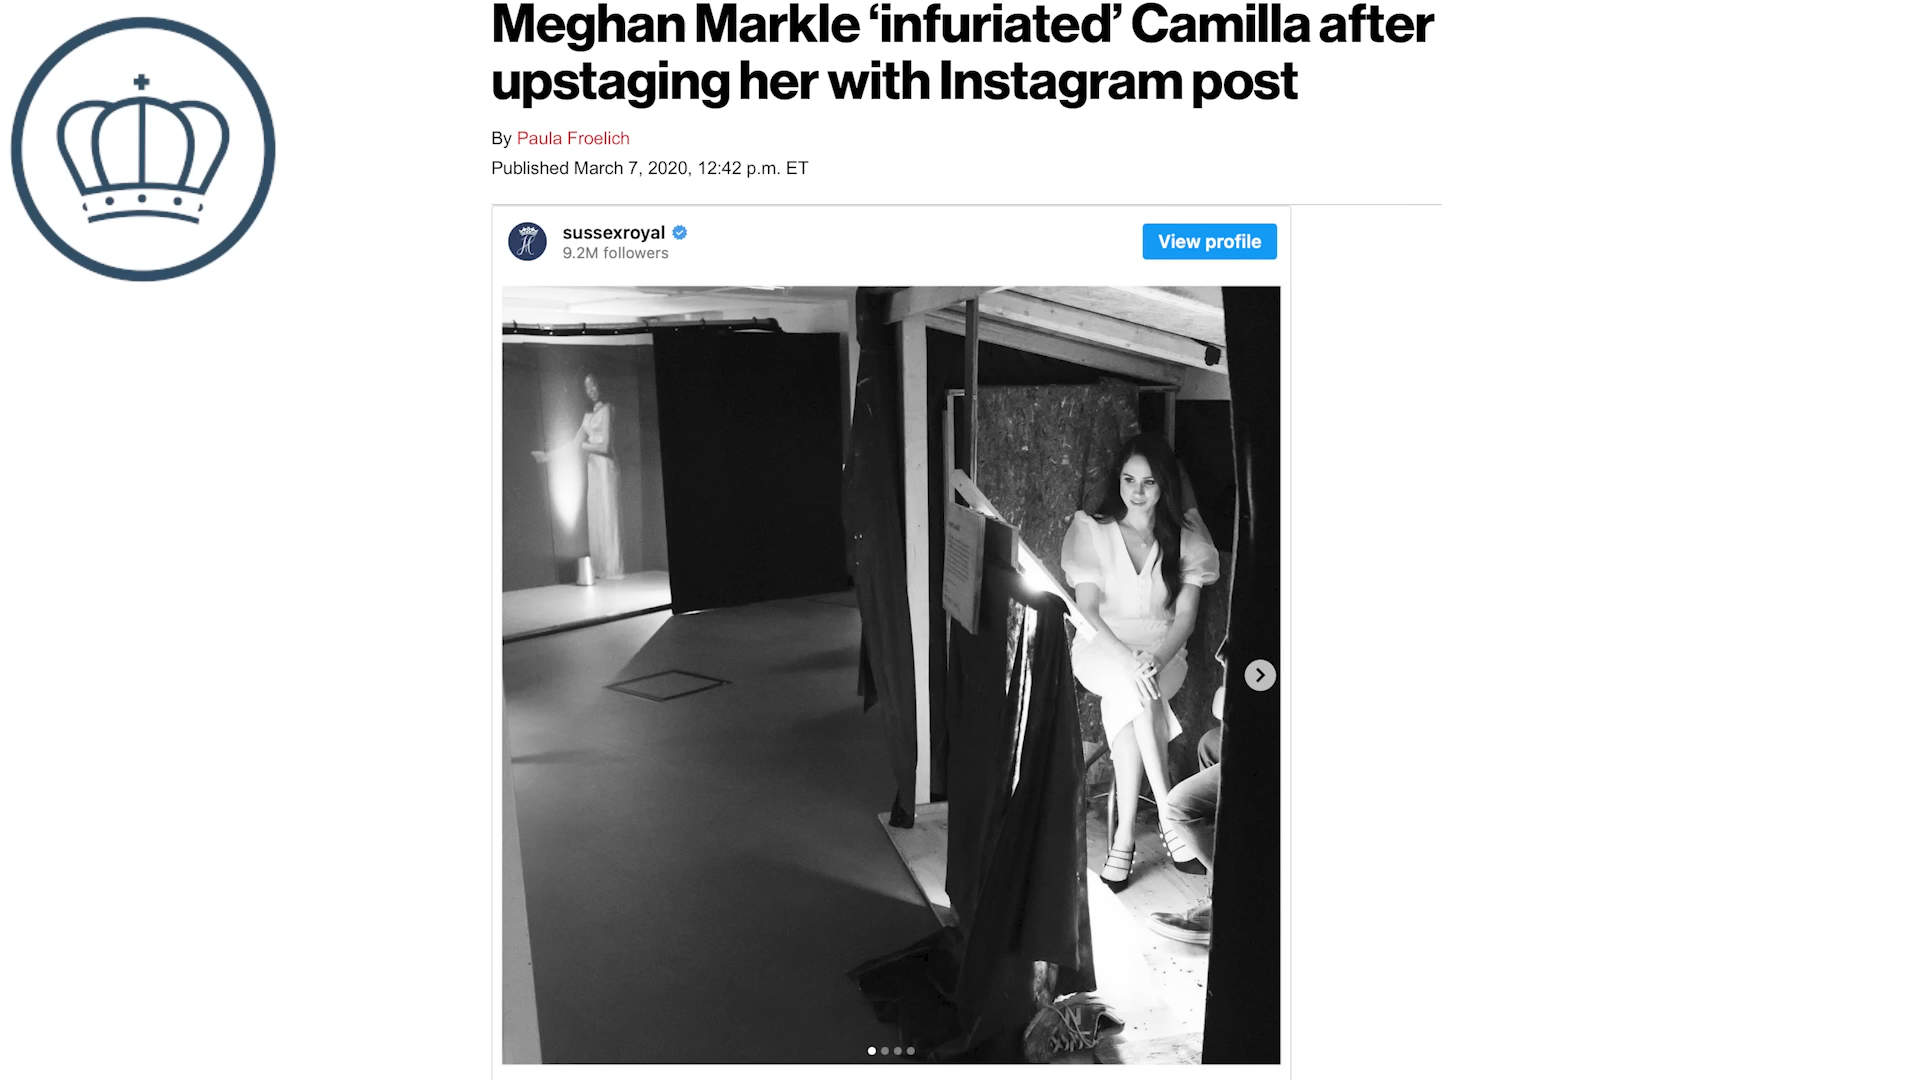 Meghan Markle ‘infuriated’ Camilla after
upstaging her with Instagram post
By Paula Froelich
Published March 7, 2020, 12:42 p.m. ET
sussexroyal
9.2M followers
View profile